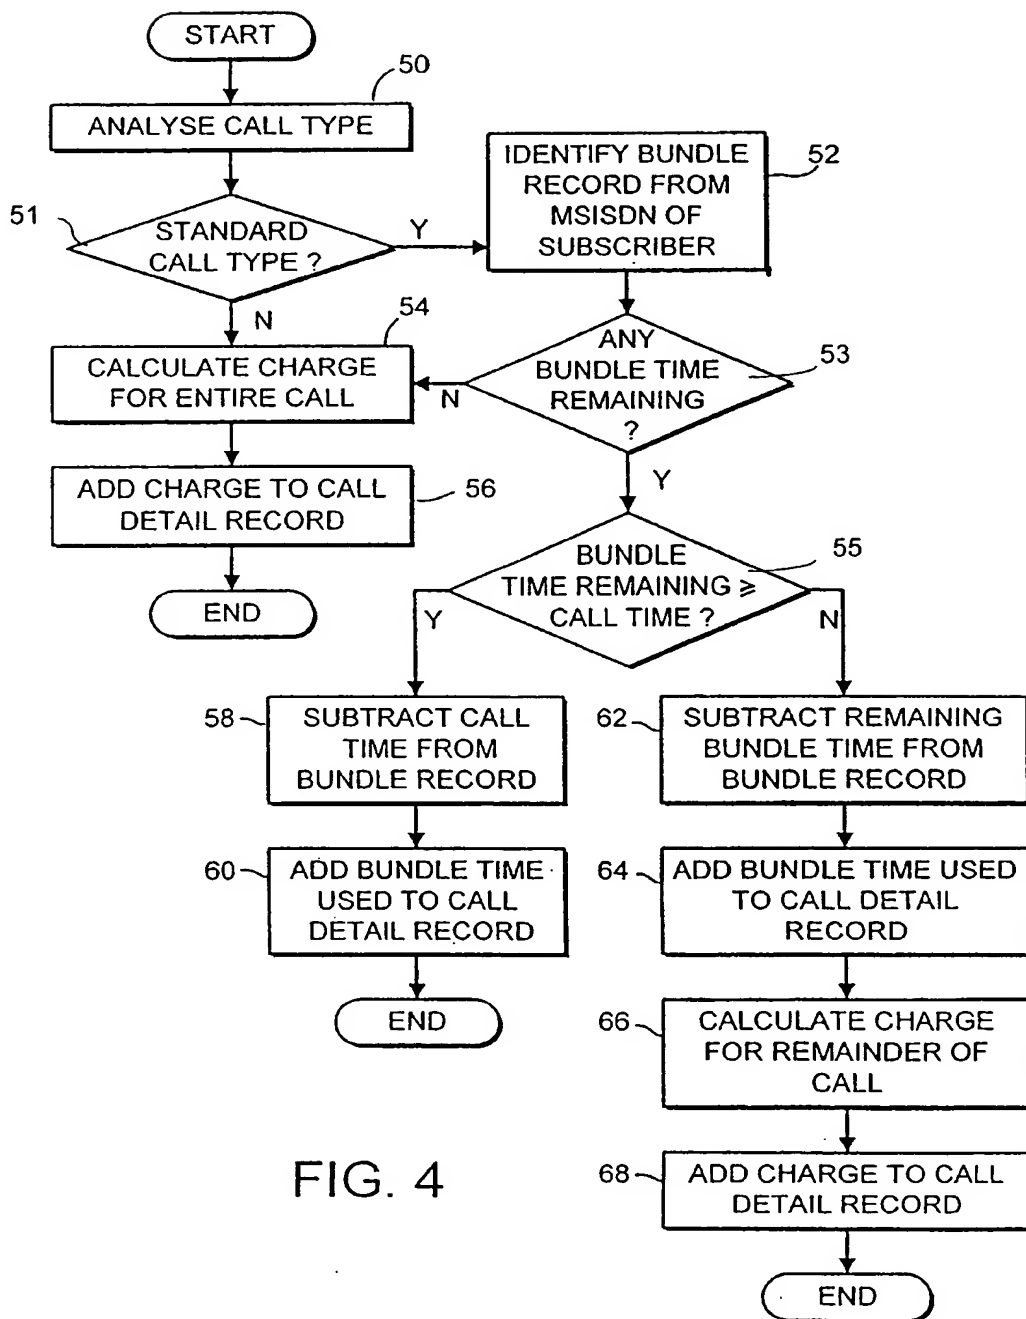 START
50
ANALYSE CALL TYPE
51
STANDARD
CALL TYPE ?
Y
N
IDENTIFY BUNDLE
RECORD FROM
MSISDN OF
SUBSCRIBER
52
54
CALCULATE CHARGE
FOR ENTIRE CALL
N
ANY
BUNDLE TIME
REMAINING
?
53
Y
ADD CHARGE TO CALL
DETAIL RECORD
56
END
BUNDLE
TIME REMAINING ⩾
CALL TIME ?
55
Y
N
58
SUBTRACT CALL
TIME FROM
BUNDLE RECORD
62
SUBTRACT REMAINING
BUNDLE TIME FROM
BUNDLE RECORD
60
ADD BUNDLE TIME
USED TO CALL
DETAIL RECORD
64
ADD BUNDLE TIME USED
TO CALL DETAIL
RECORD
END
66
CALCULATE CHARGE
FOR REMAINDER OF
CALL
68
ADD CHARGE TO CALL
DETAIL RECORD
END
FIG. 4